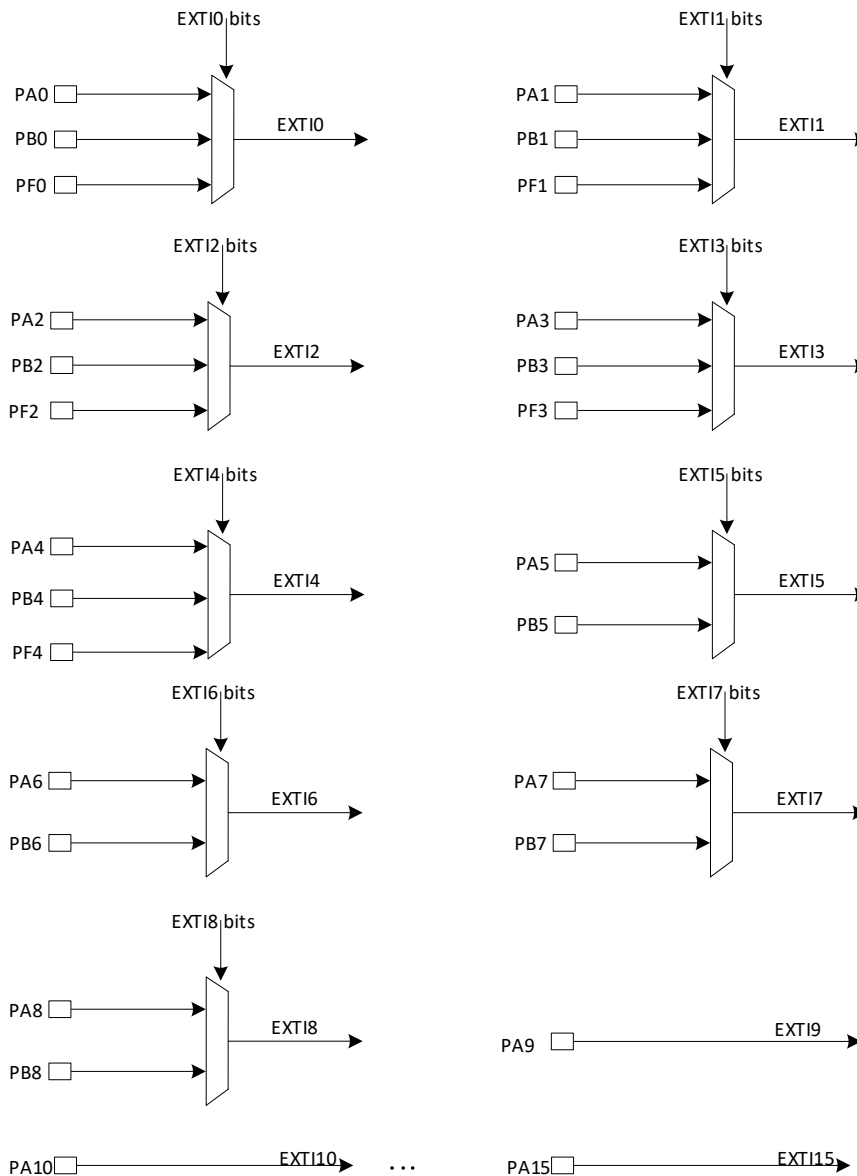 EXTI0 bits
PA0
PB0
PF0
EXTI0
EXTI1 bits
PA1
PB1
PF1
EXTI1
EXTI2 bits
PA2
PB2
PF2
EXTI2
EXTI3 bits
PA3
PB3
PF3
EXTI3
EXTI4 bits
PA4
PB4
PF4
EXTI4
EXTI5 bits
PA5
PB5
EXTI5
EXTI6 bits
PA6
PB6
EXTI6
EXTI7 bits
PA7
PB7
EXTI7
EXTI8 bits
PA8
PB8
EXTI8
PA9
EXTI9
PA10
EXTI10
...
PA15
EXTI15